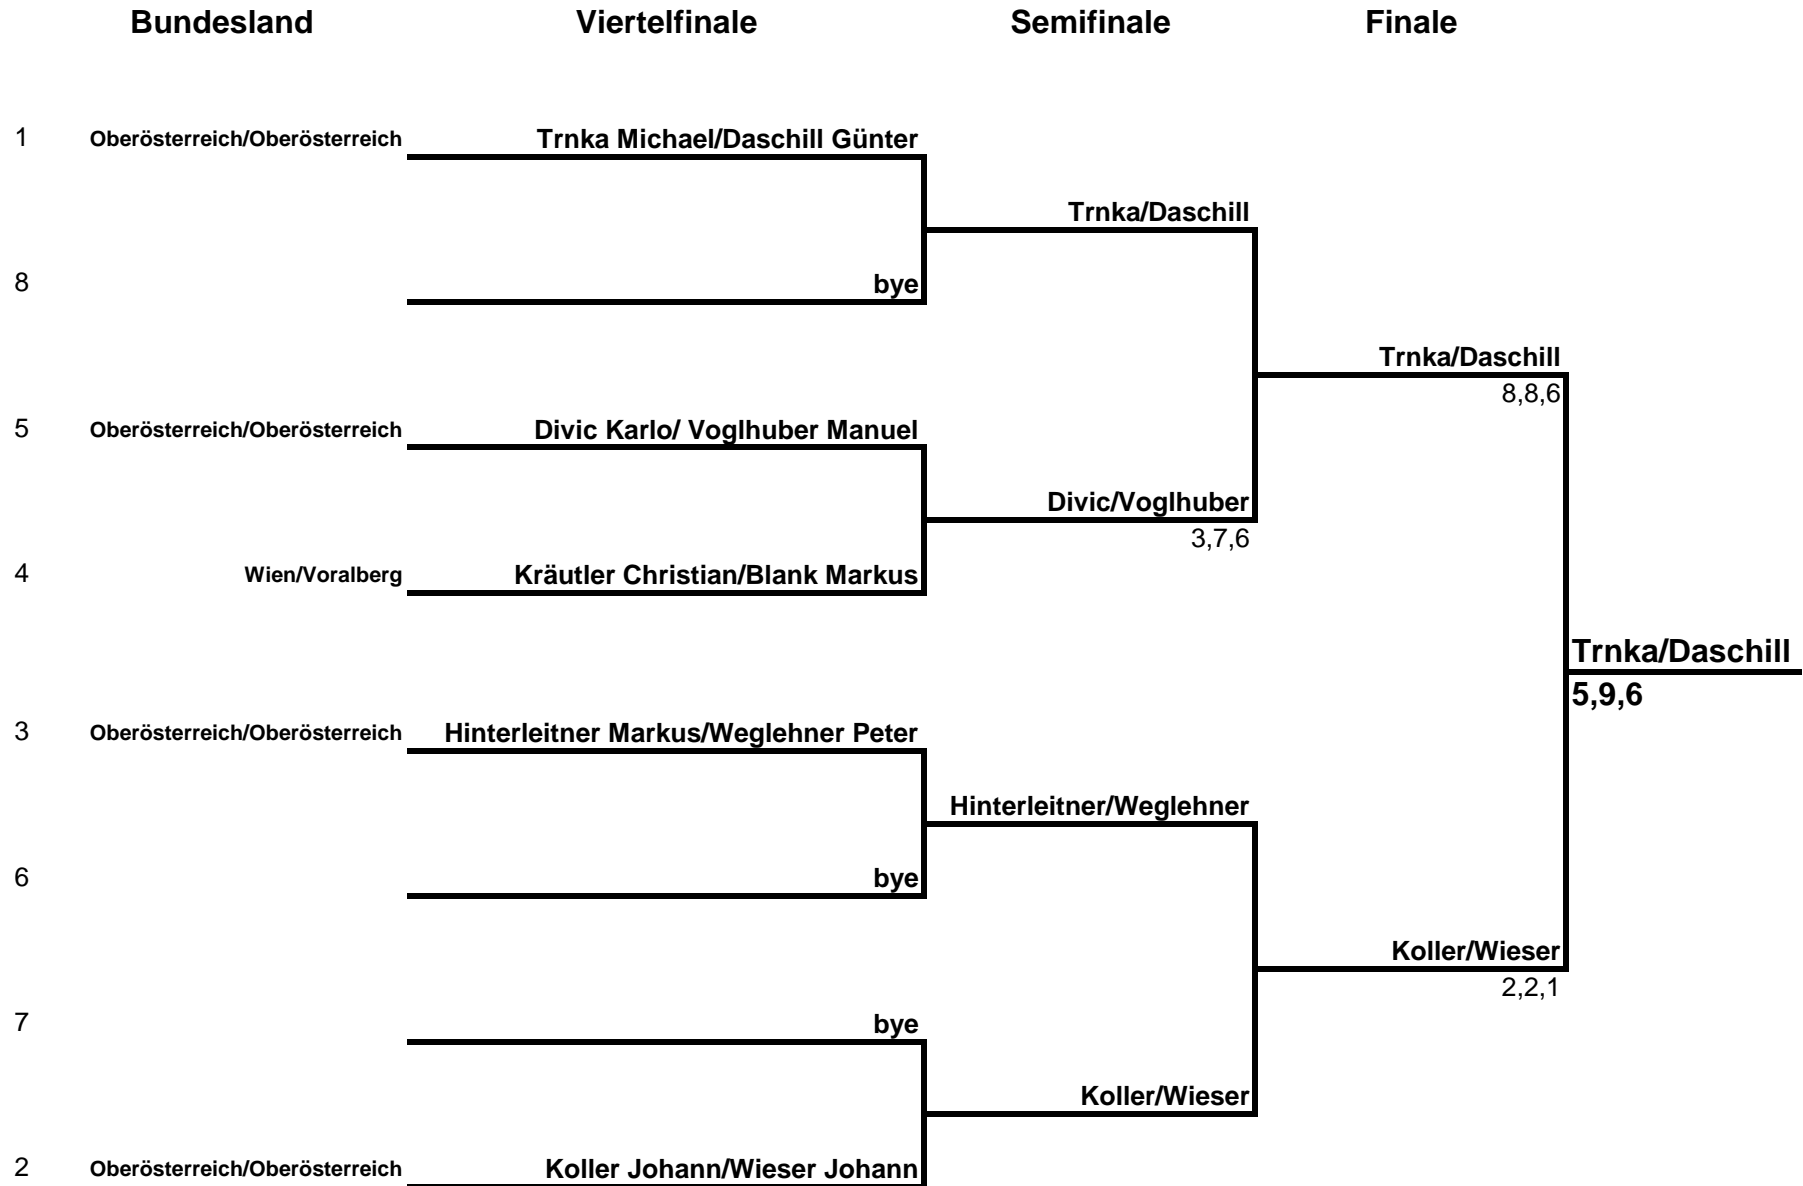 Bundesland Viertelfinale Semifinale Finale
1 Oberösterreich/Oberösterreich Trnka Michael/Daschill Günter
Trnka/Daschill
8 bye
Trnka/Daschill
8,8,6
5 Oberösterreich/Oberösterreich Divic Karlo/ Voglhuber Manuel
Divic/Voglhuber
3,7,6
4 Wien/Voralberg Kräutler Christian/Blank Markus
Trnka/Daschill
5,9,6
3 Oberösterreich/Oberösterreich Hinterleitner Markus/Weglehner Peter
Hinterleitner/Weglehner
6 bye
Koller/Wieser
2,2,1
7 bye
Koller/Wieser
2 Oberösterreich/Oberösterreich Koller Johann/Wieser Johann